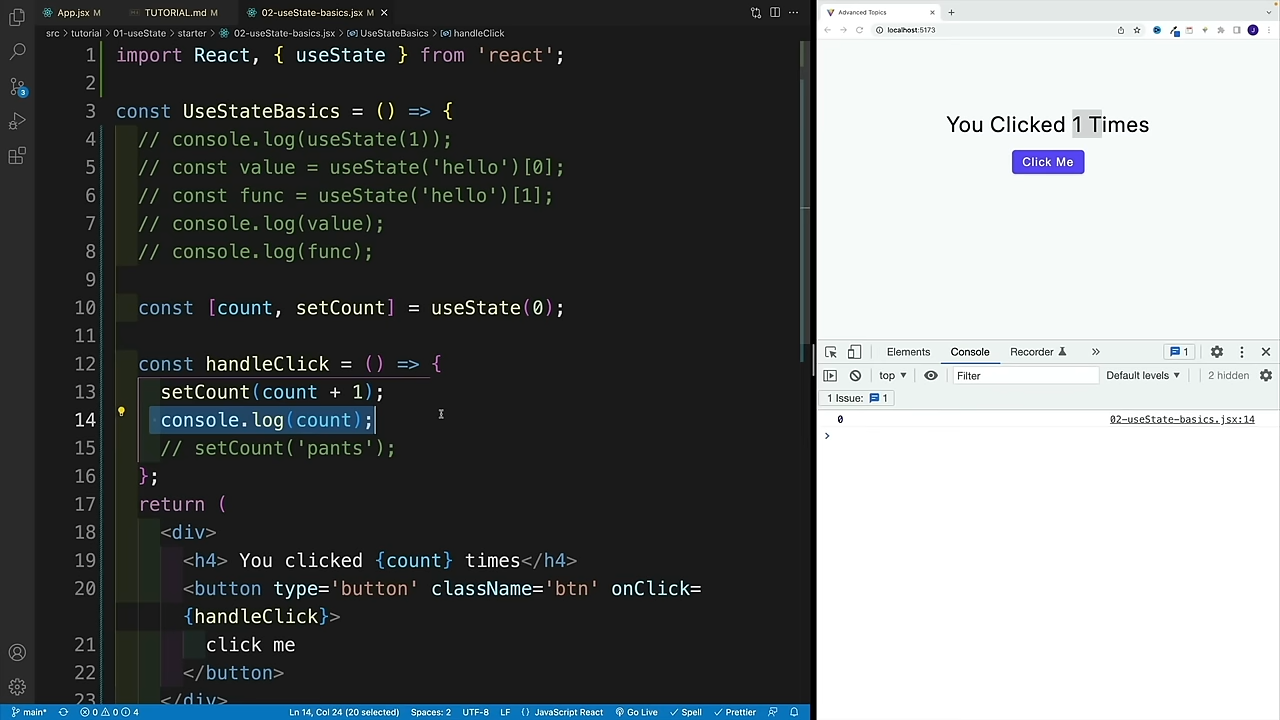 App.jsx M
TUTORIAL.md M
02-useState-basics.jsx M
src > tutorial > 02-useState-basics.jsx > UseStateBasics > handleClick
1 import React, { useState } from 'react';
2
3 const UseStateBasics = () => {
4 // console.log(useState(1));
5 // const value = useState('hello')[0];
6 // const func = useState('hello')[1];
7 // console.log(value);
8 // console.log(func);
9
10 const [count, setCount] = useState(0);
11
12 const handleClick = () => {
13 setCount(count + 1);
14 console.log(count);
15 // setCount('pants');
16 };
17 return (
18 <div>
19 <h4> You clicked {count} times</h4>
20 <button type='button' className='btn' onClick=
{handleClick}>
21 click me
22 </button>
23 </div>
3
main* 0 0 4 Ln 14, Col 24 (20 selected) Spaces: 2 UTF-8 LF {} JavaScript React Go Live Spell Prettier
Advanced Topics
localhost:5173
J
You Clicked 1 Times
Click Me
Elements Console Recorder 1
top Filter Default levels 2 hidden
1 Issue: 1
0 02-useState-basics.jsx:14